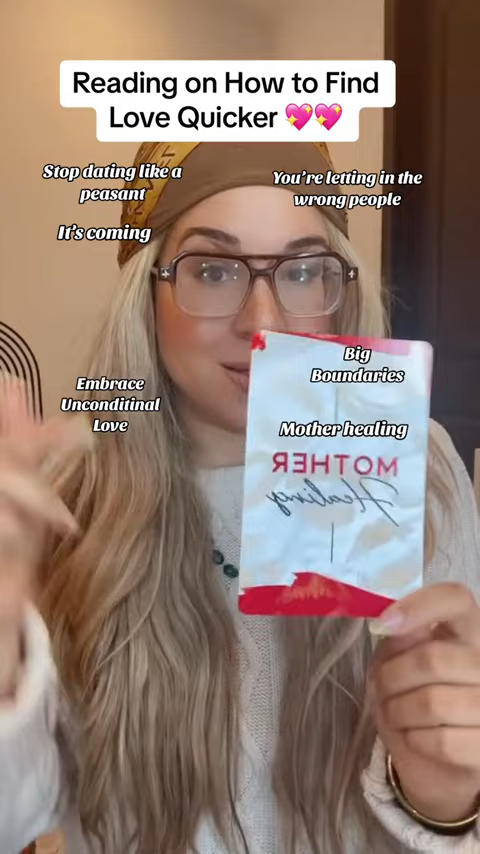 Reading on How to Find
Love Quicker 💖💖
Stop dating like a
peasant
You're letting in the
wrong people
It's coming
Big
Boundaries
Embrace
Unconditinal
Love
Mother healing
MOTHER
Healing